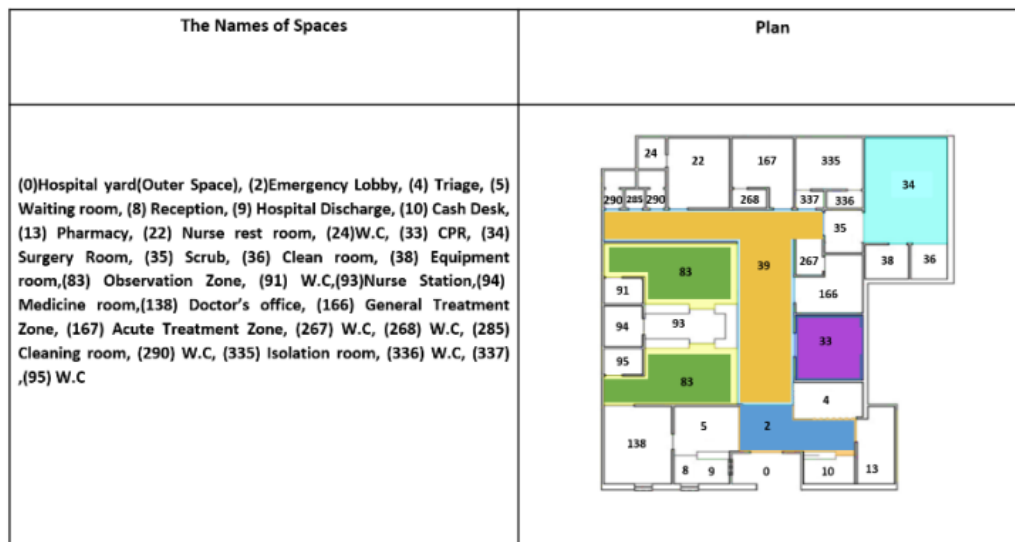 The Names of Spaces
Plan
(0)Hospital yard(Outer Space), (2)Emergency Lobby, (4) Triage, (5)
Waiting room, (8) Reception, (9) Hospital Discharge, (10) Cash Desk,
(13) Pharmacy, (22) Nurse rest room, (24)W.C, (33) CPR, (34)
Surgery Room, (35) Scrub, (36) Clean room, (38) Equipment
room,(83) Observation Zone, (91) W.C,(93)Nurse Station,(94)
Medicine room,(138) Doctor's office, (166) General Treatment
Zone, (167) Acute Treatment Zone, (267) W.C, (268) W.C, (285)
Cleaning room, (290) W.C, (335) Isolation room, (336) W.C, (337)
,(95) W.C
24 22 167 335
34
290 285 290 268 337 336
35
39 267 38 36
83
91 166
94 93
33
95
83
4
138 5 2
8 9 0 10 13